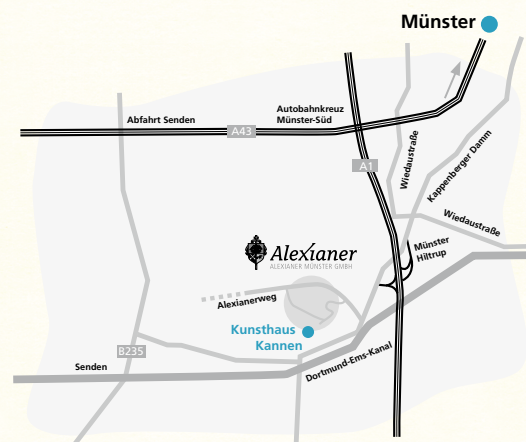 Münster
Abfahrt Senden
Autobahnkreuz
Münster-Süd
A43
A1
Wiedaustraße
Kappenberger Damm
Wiedaustraße
Münster
Hiltrup
Alexianer
ALEXIANER MÜNSTER GMBH
Alexianerweg
Kunsthaus
Kannen
B235
Senden
Dortmund-Ems-Kanal